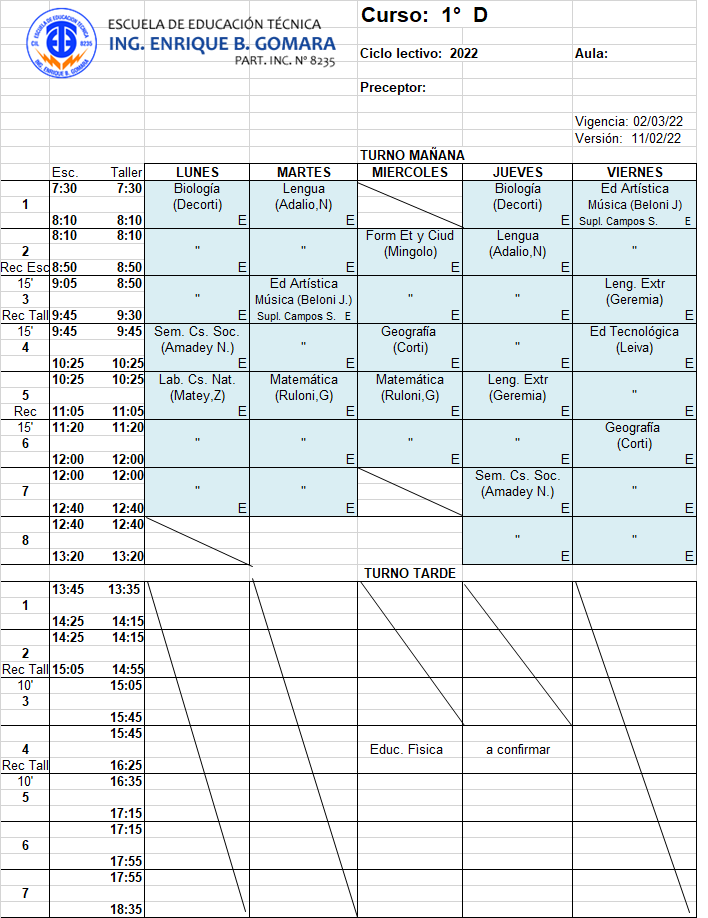 ESCUELA DE EDUCACIÓN TÉCNICA
ING. ENRIQUE B. GOMARA
PART. INC. Nº 8235
ESCUELA DE EDUCACIÓN TÉCNICA
ING. ENRIQUE B. GOMARA
Curso: 1º D
Ciclo lectivo: 2022 Aula:
Preceptor:
Vigencia: 02/03/22
Versión: 11/02/22
TURNO MAÑANA
Esc. Taller LUNES MARTES MIERCOLES JUEVES VIERNES
7:30 7:30 Biología Lengua Biología Ed Artística
1 (Decorti) (Adalio,N) (Decorti) Música (Beloni J)
8:10 8:10 E E E Supl. Campos S. E
8:10 8:10 Form Et y Ciud Lengua
2 " " (Mingolo) (Adalio,N) "
Rec Esc 8:50 8:50 E E E E E
15' 9:05 8:50 Ed Artística Leng. Extr
3 " Música (Beloni J.) " " (Geremia)
Rec Tall 9:45 9:30 E Supl. Campos S. E E E E
15' 9:45 9:45 Sem. Cs. Soc. Geografía Ed Tecnológica
4 (Amadey N.) " (Corti) " (Leiva)
10:25 10:25 E E E E E
10:25 10:25 Lab. Cs. Nat. Matemática Matemática Leng. Extr
5 (Matey,Z) (Ruloni,G) (Ruloni,G) (Geremia) "
Rec 11:05 11:05 E E E E E
15' 11:20 11:20 Geografía
6 " " " " (Corti)
12:00 12:00 E E E E E
12:00 12:00 Sem. Cs. Soc.
7 " " (Amadey N.) "
12:40 12:40 E E E E
12:40 12:40
8 " "
13:20 13:20 E E
TURNO TARDE
13:45 13:35
1
14:25 14:15
14:25 14:15
2
Rec Tall 15:05 14:55
10' 15:05
3
15:45
15:45
4 Educ. Fisica a confirmar
Rec Tall 16:25
10' 16:35
5
17:15
17:15
6
17:55
17:55
7
18:35